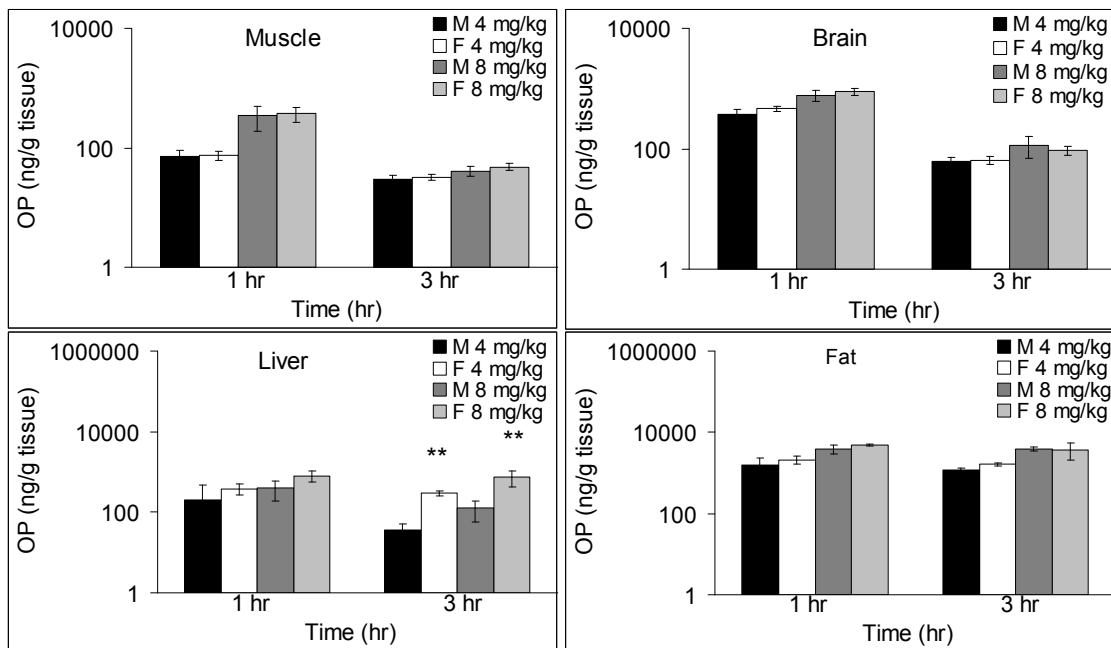 Muscle
M 4 mg/kg
F 4 mg/kg
M 8 mg/kg
F 8 mg/kg
OP (ng/g tissue)
10000
100
1
1 hr 3 hr
Time (hr)
Brain
M 4 mg/kg
F 4 mg/kg
M 8 mg/kg
F 8 mg/kg
OP (ng/g tissue)
10000
100
1
1 hr 3 hr
Time (hr)
Liver
M 4 mg/kg
F 4 mg/kg
M 8 mg/kg
F 8 mg/kg
OP (ng/g tissue)
1000000
10000
100
1
** **
1 hr 3 hr
Time (hr)
Fat
M 4 mg/kg
F 4 mg/kg
M 8 mg/kg
F 8 mg/kg
OP (ng/g tissue)
1000000
10000
100
1
1 hr 3 hr
Time (hr)